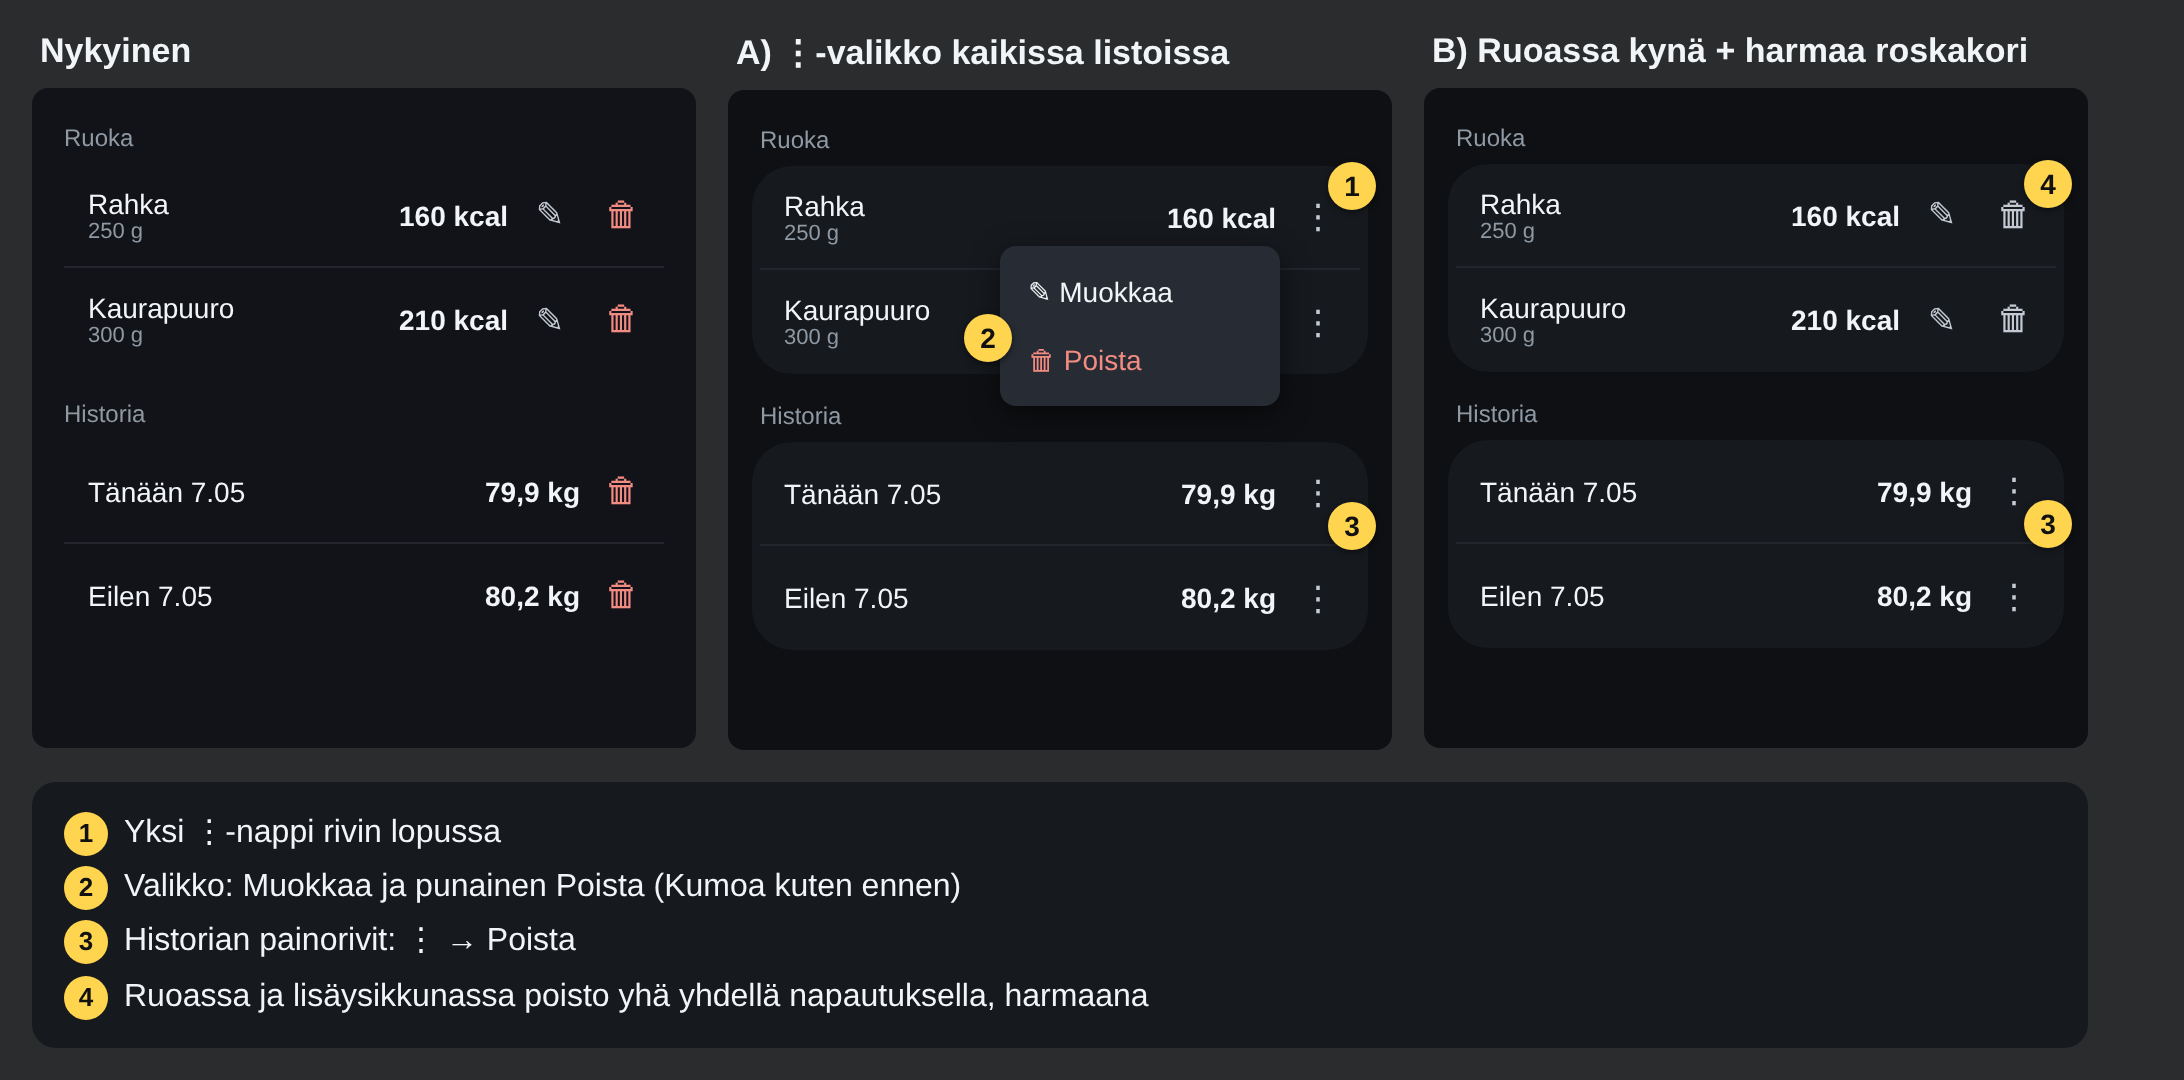 Nykyinen
Ruoka
Rahka 160 kcal ✎ 🗑
250 g
Kaurapuuro 210 kcal ✎ 🗑
300 g
Historia
Tänään 7.05 79,9 kg 🗑
Eilen 7.05 80,2 kg 🗑
A) ⋮-valikko kaikissa listoissa
Ruoka
1
Rahka 160 kcal ⋮
250 g
✎ Muokkaa
Kaurapuuro ⋮
300 g
2
🗑 Poista
Historia
Tänään 7.05 79,9 kg ⋮
3
Eilen 7.05 80,2 kg ⋮
B) Ruoassa kynä + harmaa roskakori
Ruoka
4
Rahka 160 kcal ✎ 🗑
250 g
Kaurapuuro 210 kcal ✎ 🗑
300 g
Historia
Tänään 7.05 79,9 kg ⋮
3
Eilen 7.05 80,2 kg ⋮
1 Yksi ⋮-nappi rivin lopussa
2 Valikko: Muokkaa ja punainen Poista (Kumoa kuten ennen)
3 Historian painorivit: ⋮ → Poista
4 Ruoassa ja lisäysikkunassa poisto yhä yhdellä napautuksella, harmaana